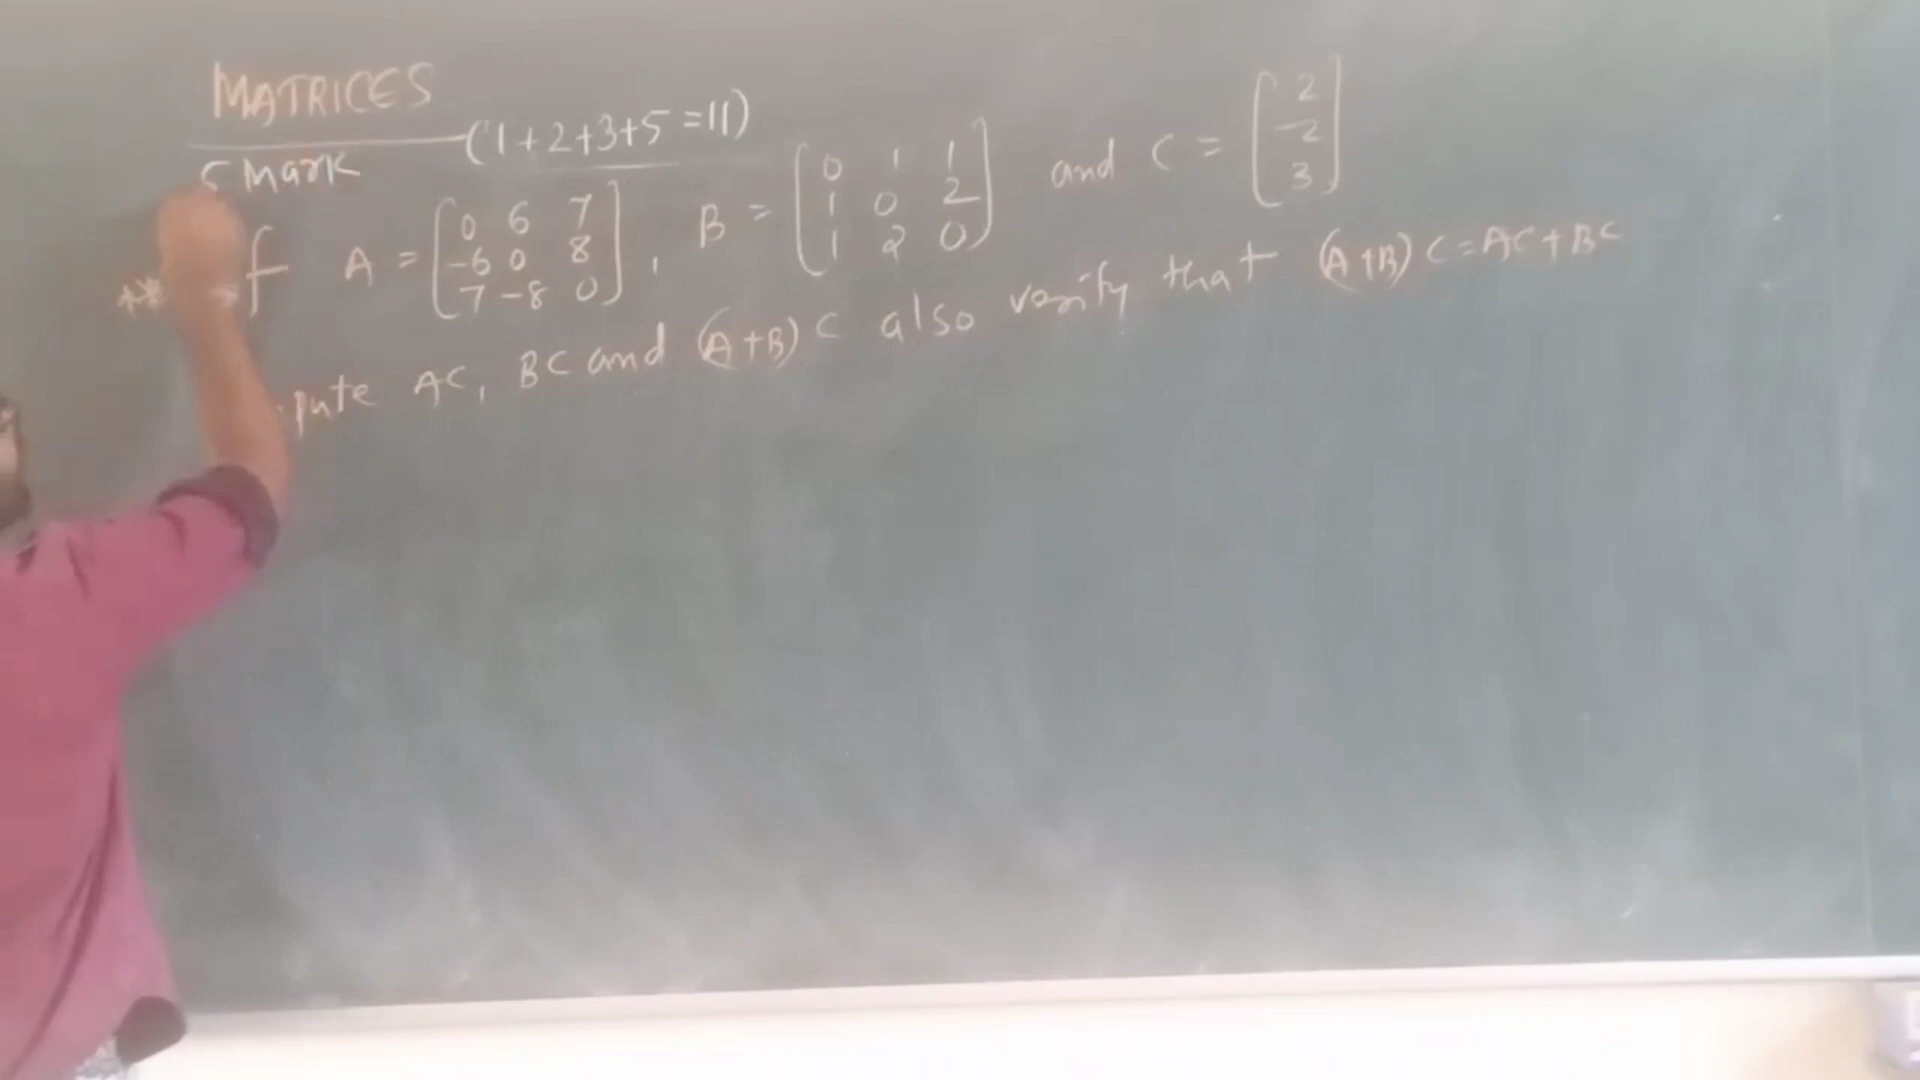 MATRICES
(1+2+3+5=11)
5 Mark
** f A = [0 6 7 -6 0 8 7 -8 0], B = [0 1 1 1 0 2 1 2 0] and C = [2 -2 3]
pute AC, BC and (A+B) C also verify that (A+B) C = AC + BC